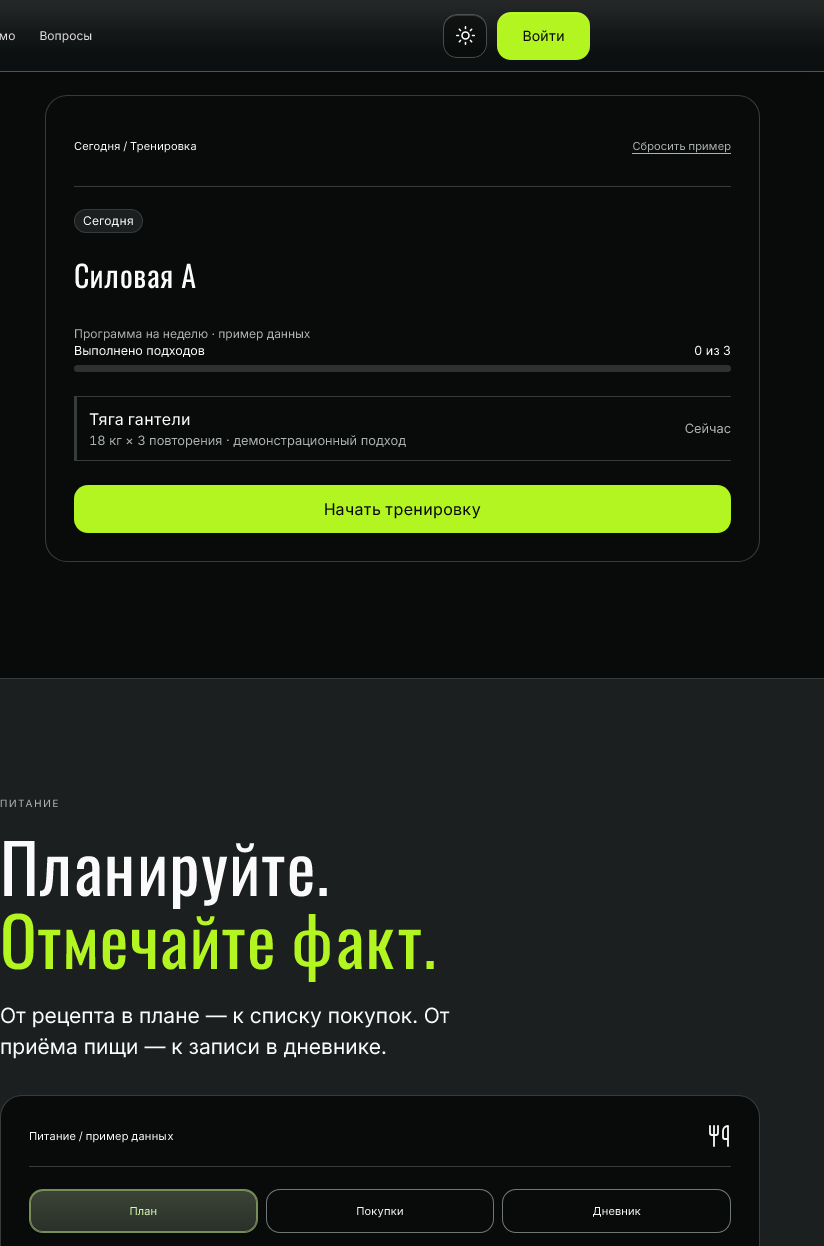 мо Вопросы Войти
Сегодня / Тренировка Сбросить пример
Сегодня
Силовая А
Программа на неделю · пример данных
Выполнено подходов 0 из 3
Тяга гантели
18 кг × 3 повторения · демонстрационный подход
Сейчас
Начать тренировку
ПИТАНИЕ
Планируйте.
Отмечайте факт.
От рецепта в плане — к списку покупок. От
приёма пищи — к записи в дневнике.
Питание / пример данных
План Покупки Дневник